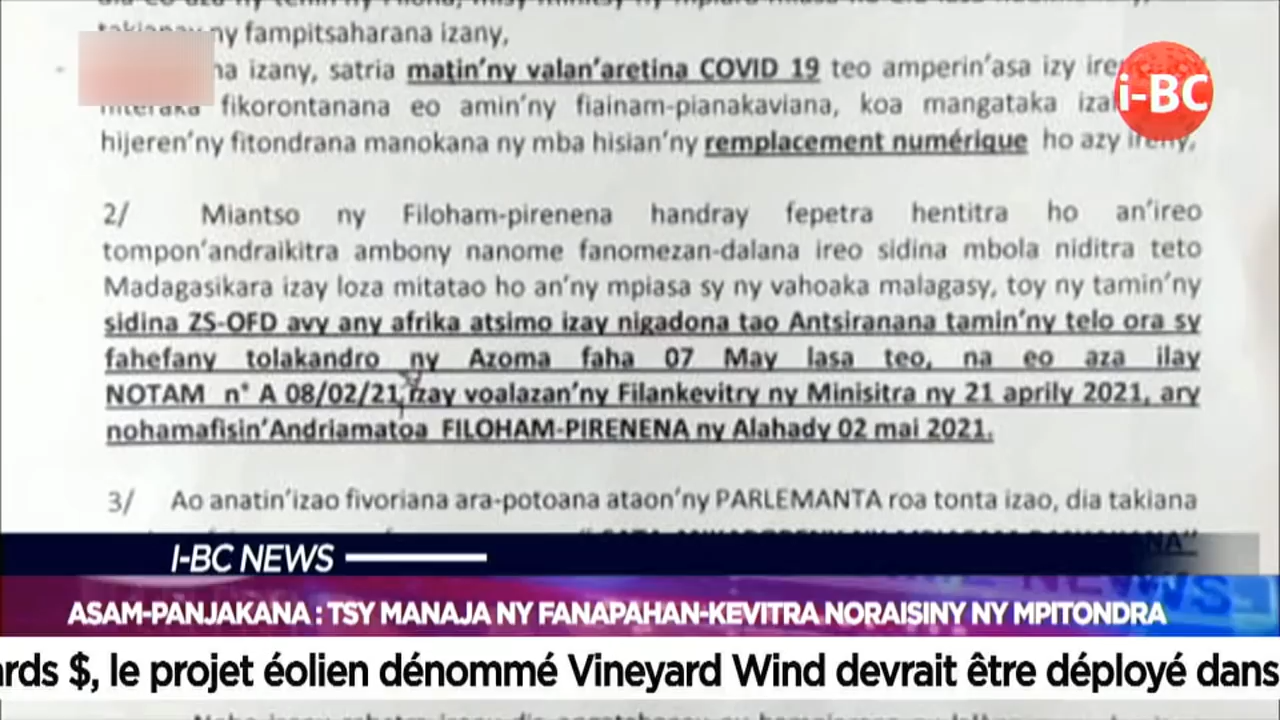 takianay ny fampitsaharana izany,
izany, satria matin'ny valan'aretina COVID 19 teo amperin'asa izy
miteraka fikorontanana eo amin'ny fiainam-pianakaviana, koa mangataka
hijeren'ny fitondrana manokana ny mba hisian'ny remplacement numérique ho azy ireny,
i-BC
2/ Miantso ny Filoham-pirenena handray fepetra hentitra ho an'ireo
tompon'andraikitra ambony nanome fanomezan-dalana ireo sidina mbola niditra teto
Madagasikara izay loza mitatao ho an'ny mpiasa sy ny vahoaka malagasy, toy ny tamin'ny
sidina ZS-OFD avy any afrika atsimo izay nigadona tao Antsiranana tamin'ny telo ora sy
fahefany tolakandro ny Azoma faha 07 May lasa teo, na eo aza ilay
NOTAM n° A 08/02/21, izay voalazan'ny Filankevitry ny Minisitra ny 21 aprily 2021, ary
nohamafisin'Andriamatoa FILOHAM-PIRENENA ny Alahady 02 mai 2021.
3/ Ao anatin'izao fivoriana ara-potoana ataon'ny PARLEMANTA roa tonta izao, dia takiana
I-BC NEWS
ASAM-PANJAKANA : TSY MANAJA NY FANAPAHAN-KEVITRA NORAISINY NY MPITONDRA
ards $, le projet éolien dénommé Vineyard Wind devrait être déployé dans